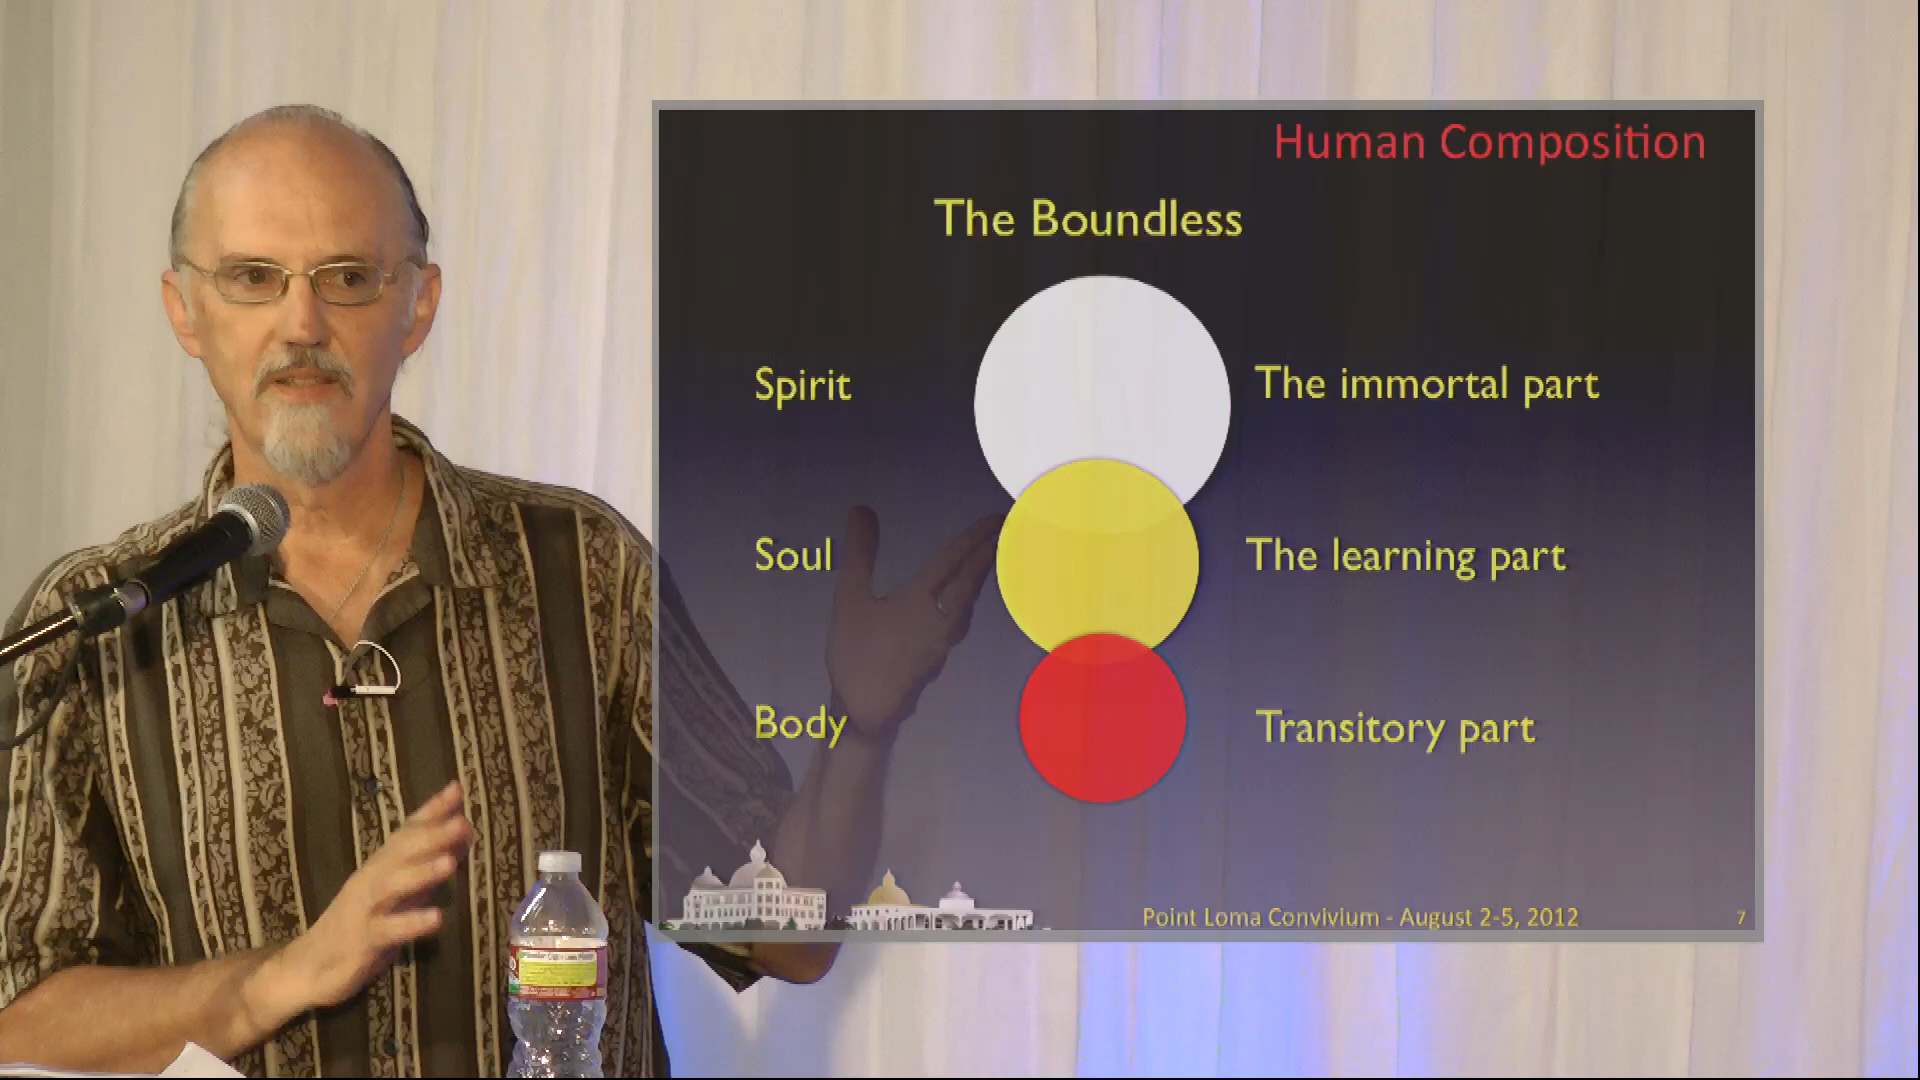 Human Composition
The Boundless
Spirit
The immortal part
Soul
The learning part
Body
Transitory part
Point Loma Convivium - August 2-5, 2012
7